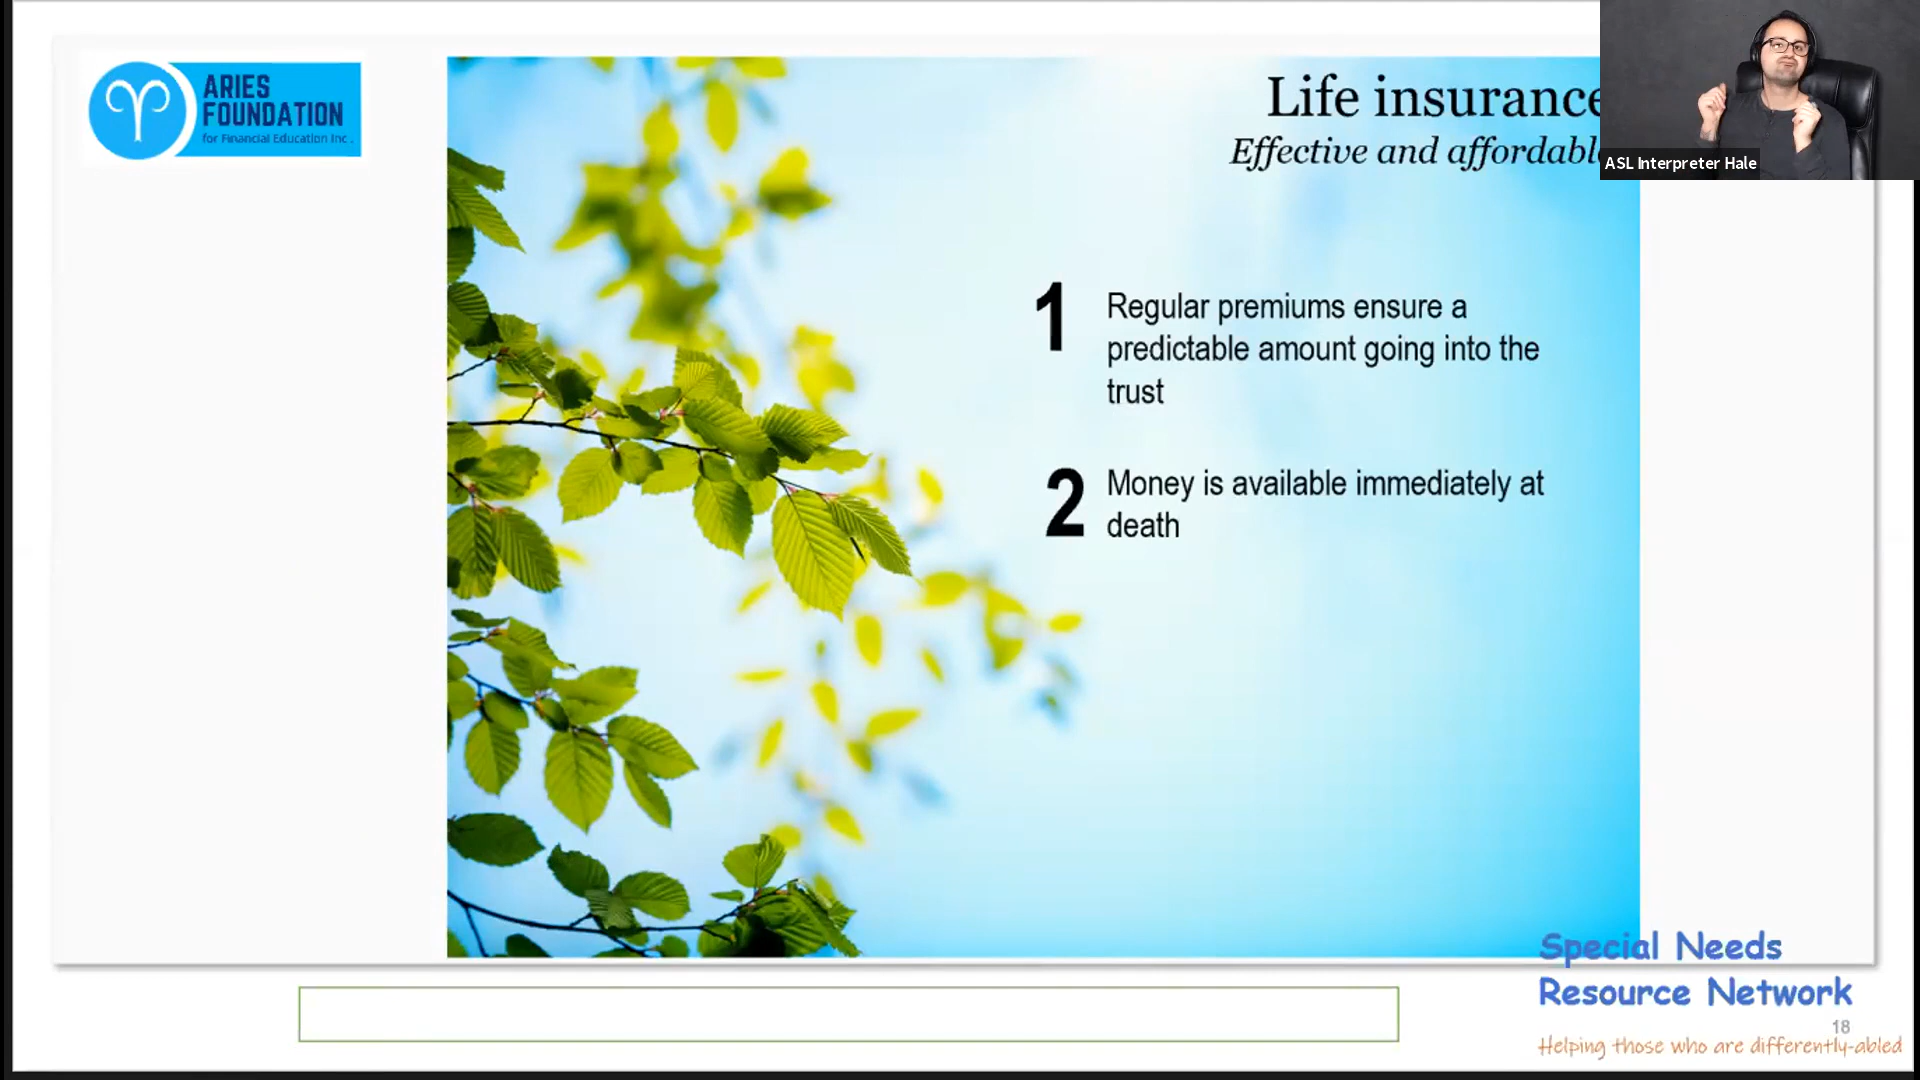 ARIES
FOUNDATION
for Financial Education Inc.
Life insurance
Effective and affordable
ASL Interpreter Hale
1 Regular premiums ensure a
predictable amount going into the
trust
2 Money is available immediately at
death
Special Needs
Resource Network
18
Helping those who are differently-abled